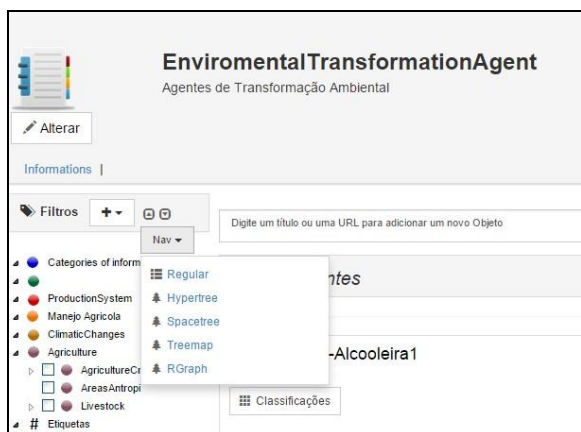 EnviromentalTransformationAgent
Agentes de Transformação Ambiental
Alterar
Informations |
Filtros
Nav
Digite um título ou uma URL para adicionar um novo Objeto
Categories of inform
ntes
Regular
Hypertree
Spacetree
Treemap
RGraph
ProductionSystem
Manejo Agricola
ClimaticChanges
Agriculture
AgricultureCr
AreasAntropi
Livestock
# Etiquetas
-Alcooleira1
Classificações